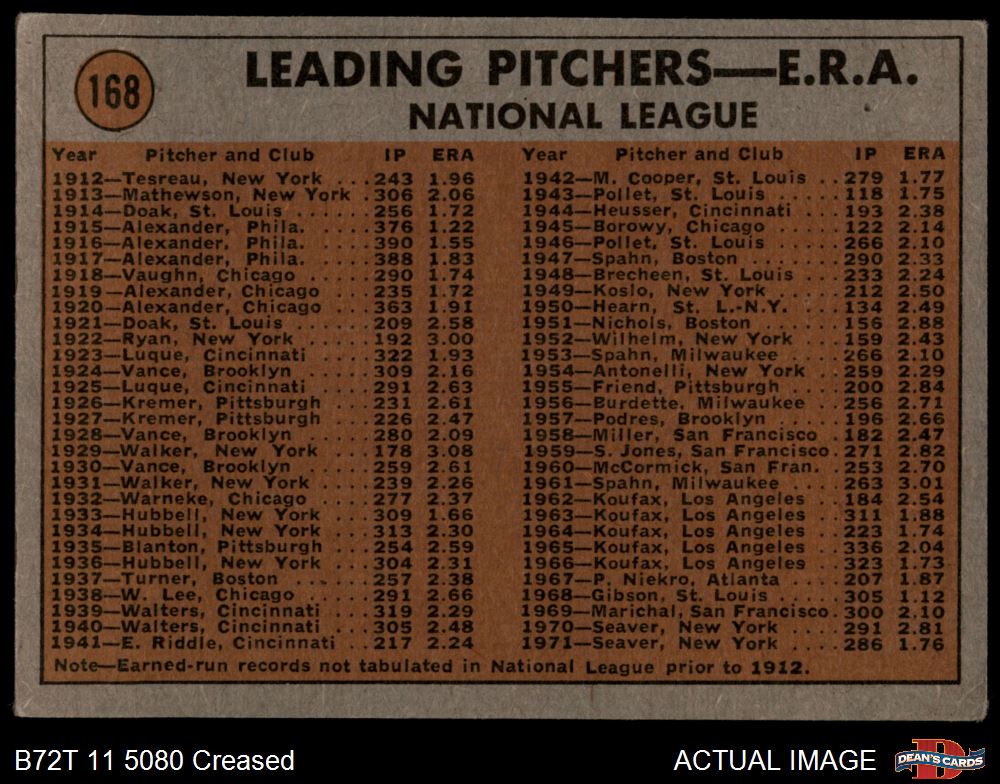 168
LEADING PITCHERS—E.R.A.
NATIONAL LEAGUE
Year Pitcher and Club IP ERA
1912—Tesreau, New York ...243 1.96
1913—Mathewson, New York .306 2.06
1914—Doak, St. Louis ......256 1.72
1915—Alexander, Phila. ....376 1.22
1916—Alexander, Phila. ....390 1.55
1917—Alexander, Phila. ....388 1.83
1918—Vaughn, Chicago ....290 1.74
1919—Alexander, Chicago ..235 1.72
1920—Alexander, Chicago ..363 1.91
1921—Doak, St. Louis ......209 2.58
1922—Ryan, New York .....192 3.00
1923—Luque, Cincinnati ....322 1.93
1924—Vance, Brooklyn .....309 2.16
1925—Luque, Cincinnati ....291 2.63
1926—Kremer, Pittsburgh ...231 2.61
1927—Kremer, Pittsburgh ...226 2.47
1928—Vance, Brooklyn .....280 2.09
1929—Walker, New York ....178 3.08
1930—Vance, Brooklyn .....259 2.61
1931—Walker, New York ....239 2.26
1932—Warneke, Chicago ....277 2.37
1933—Hubbell, New York ...309 1.66
1934—Hubbell, New York ...313 2.30
1935—Blanton, Pittsburgh ...254 2.59
1936—Hubbell, New York ...304 2.31
1937—Turner, Boston ......257 2.38
1938—W. Lee, Chicago .....291 2.66
1939—Walters, Cincinnati ...319 2.29
1940—Walters, Cincinnati ...305 2.48
1941—E. Riddle, Cincinnati ..217 2.24
Year Pitcher and Club IP ERA
1942—M. Cooper, St. Louis ..279 1.77
1943—Pollet, St. Louis .....118 1.75
1944—Heusser, Cincinnati ...193 2.38
1945—Borowy, Chicago .....122 2.14
1946—Pollet, St. Louis .....266 2.10
1947—Spahn, Boston .......290 2.33
1948—Brecheen, St. Louis ...233 2.24
1949—Koslo, New York .....212 2.50
1950—Hearn, St. L.-N.Y. ....134 2.49
1951—Nichols, Boston ......156 2.88
1952—Wilhelm, New York ...159 2.43
1953—Spahn, Milwaukee ....266 2.10
1954—Antonelli, New York ..259 2.29
1955—Friend, Pittsburgh ....200 2.84
1956—Burdette, Milwaukee ..256 2.71
1957—Podres, Brooklyn .....196 2.66
1958—Miller, San Francisco .182 2.47
1959—S. Jones, San Francisco.271 2.82
1960—McCormick, San Fran. .253 2.70
1961—Spahn, Milwaukee ....263 3.01
1962—Koufax, Los Angeles ..184 2.54
1963—Koufax, Los Angeles ..311 1.88
1964—Koufax, Los Angeles ..223 1.74
1965—Koufax, Los Angeles ..336 2.04
1966—Koufax, Los Angeles ..323 1.73
1967—P. Niekro, Atlanta ....207 1.87
1968—Gibson, St. Louis .....305 1.12
1969—Marichal, San Francisco.300 2.10
1970—Seaver, New York ....291 2.81
1971—Seaver, New York ....286 1.76
Note—Earned-run records not tabulated in National League prior to 1912.
B72T 11 5080 Creased
ACTUAL IMAGE
DEAN'S CARDS